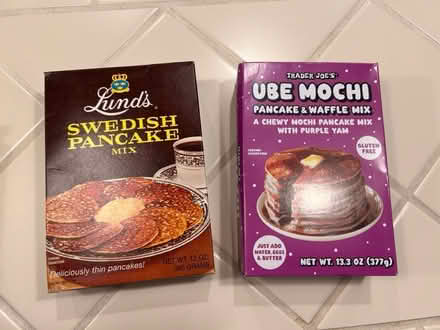 Lund's
SWEDISH
PANCAKE
MIX
NET WT. 12 OZ.
Deliciously thin pancakes!
TRADER JOE'S
UBE MOCHI
PANCAKE & WAFFLE MIX
A CHEWY MOCHI PANCAKE MIX
WITH PURPLE YAM
GLUTEN
FREE
JUST ADD
WATER, EGGS
& BUTTER
NET WT. 13.3 OZ (377g)